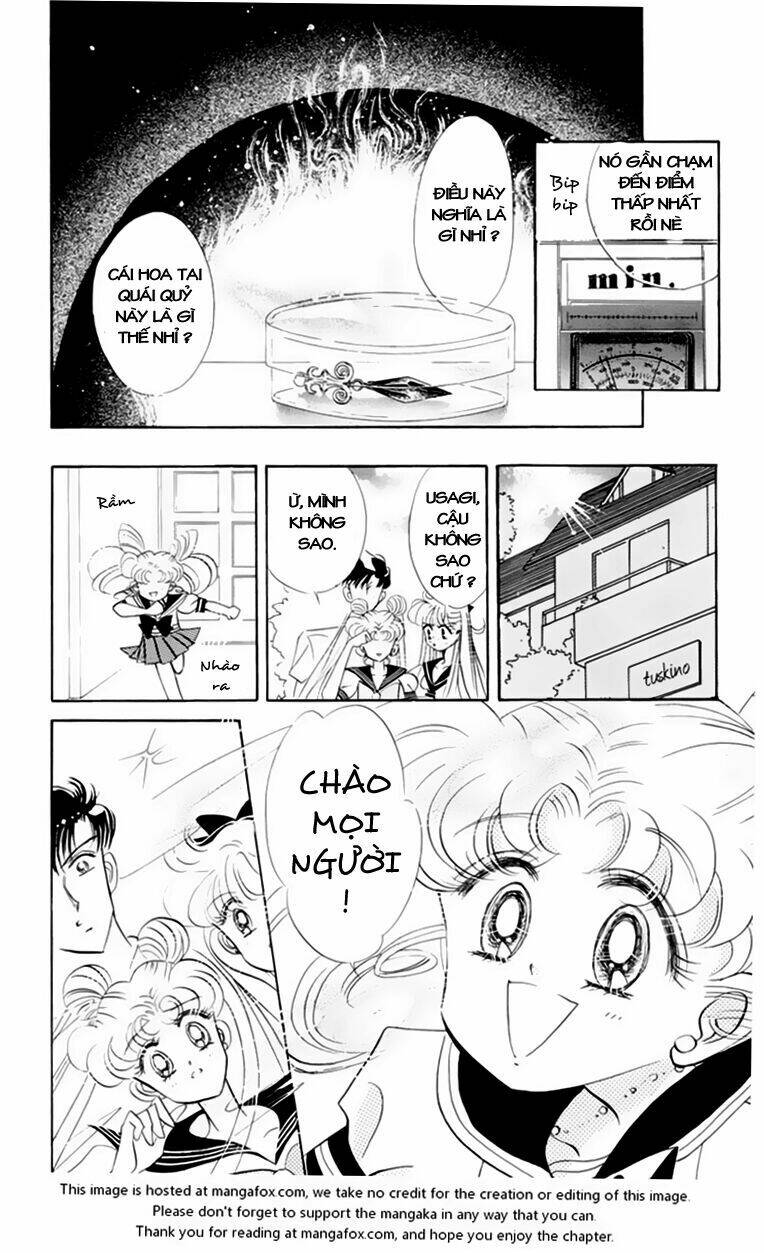 NÓ GẦN CHẠM
ĐẾN ĐIỂM
THẤP NHẤT
RỒI NÈ
Bip
bip
min.
ĐIỀU NÀY
NGHĨA LÀ
GÌ NHỈ ?
CÁI HOA TAI
QUÁI QUỶ
NÀY LÀ GÌ
THẾ NHỈ ?
tuskino
USAGI,
CẬU
KHÔNG
SAO
CHỨ ?
Ừ, MÌNH
KHÔNG
SAO.
Rầm
Nhào
ra
CHÀO
MỌI
NGƯỜI
!
This image is hosted at mangafox.com, we take no credit for the creation or editing of this image.
Please don't forget to support the mangaka in any way that you can.
Thank you for reading at mangafox.com, and hope you enjoy the chapter.